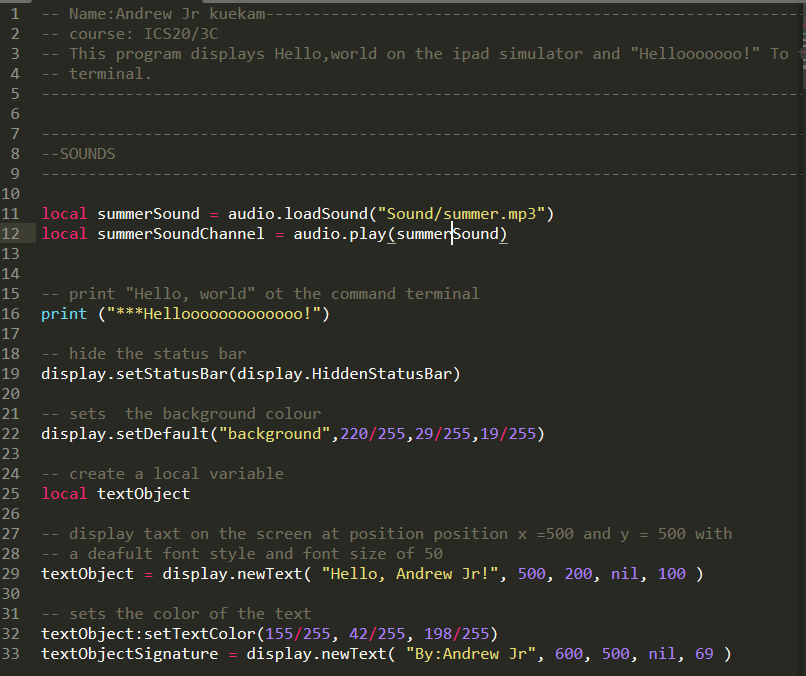 1 -- Name:Andrew Jr kuekam----------------------------------------------------------
2 -- course: ICS20/3C
3 -- This program displays Hello,world on the ipad simulator and "Hellooooooo!" To t
4 -- terminal.
5 ----------------------------------------------------------------------------------
6
7 ----------------------------------------------------------------------------------
8 --SOUNDS
9 ----------------------------------------------------------------------------------
10
11 local summerSound = audio.loadSound("Sound/summer.mp3")
12 local summerSoundChannel = audio.play(summerSound)
13
14
15 -- print "Hello, world" ot the command terminal
16 print ("***Hellooooooooooooo!")
17
18 -- hide the status bar
19 display.setStatusBar(display.HiddenStatusBar)
20
21 -- sets  the background colour
22 display.setDefault("background",220/255,29/255,19/255)
23
24 -- create a local variable
25 local textObject
26
27 -- display taxt on the screen at position position x =500 and y = 500 with
28 -- a deafult font style and font size of 50
29 textObject = display.newText( "Hello, Andrew Jr!", 500, 200, nil, 100 )
30
31 -- sets the color of the text
32 textObject:setTextColor(155/255, 42/255, 198/255)
33 textObjectSignature = display.newText( "By:Andrew Jr", 600, 500, nil, 69 )